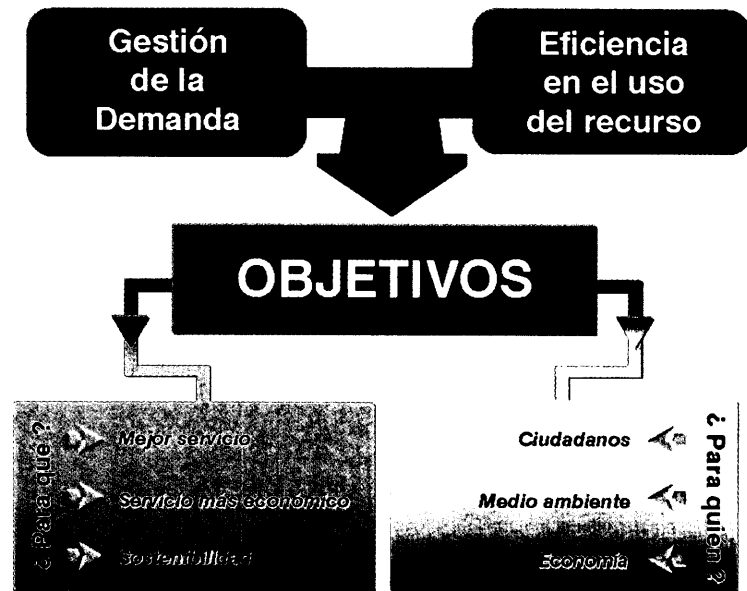 Gestión
de la
Demanda
Eficiencia
en el uso
del recurso
OBJETIVOS
¿ Para qué ?
Mejor servicio
Servicio más económico
Sostenibilidad
¿ Para quién ?
Ciudadanos
Medio ambiente
Economía